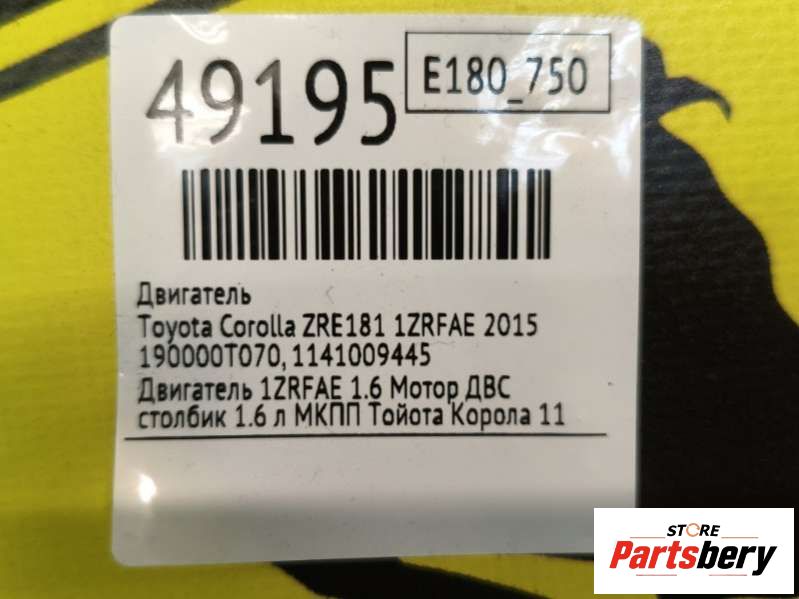 49195
E180_750
Двигатель
Toyota Corolla ZRE181 1ZRFAE 2015
190000T070, 1141009445
Двигатель 1ZRFAE 1.6 Мотор ДВС
столбик 1.6 л МКПП Тойота Корола 11
STORE
Partsbery